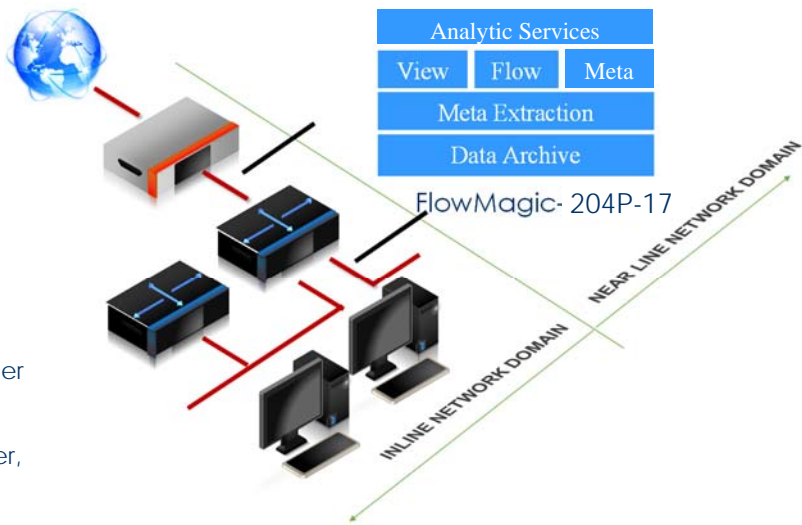 Analytic Services
View Flow Meta
Meta Extraction
Data Archive
FlowMagic- 204P-17
NEAR LINE NETWORK DOMAIN
INLINE NETWORK DOMAIN
er
er,